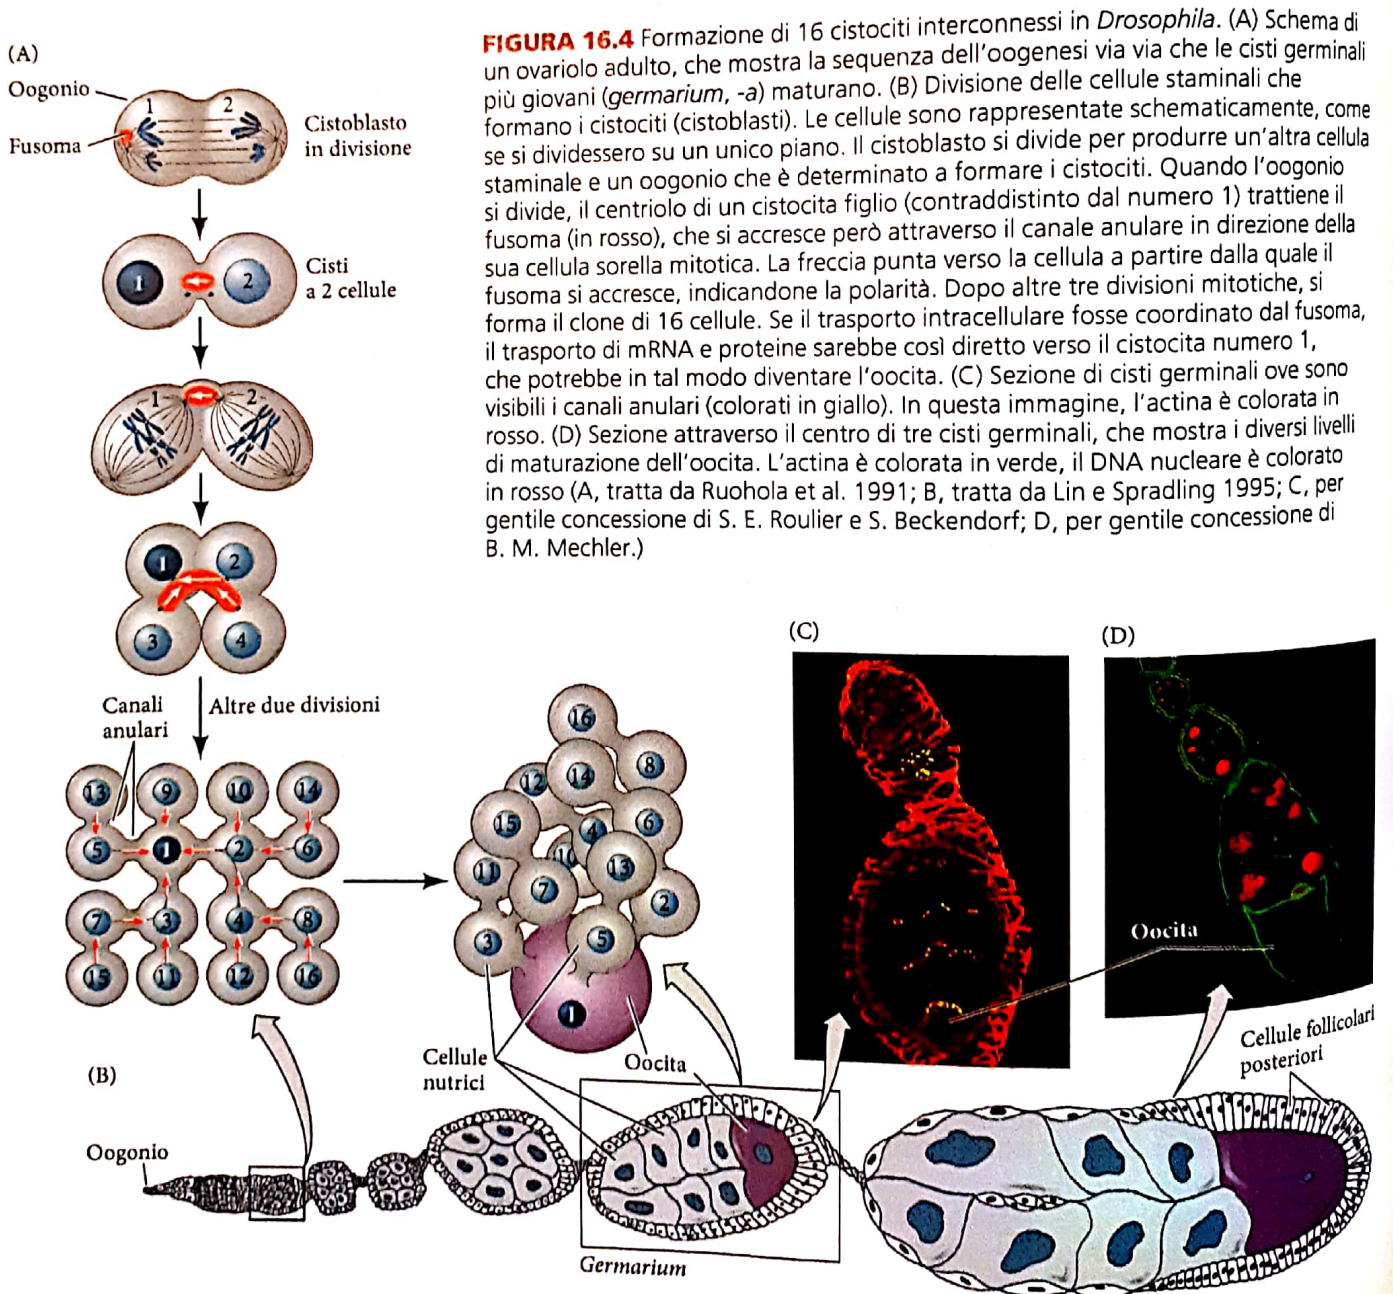 FIGURA 16.4 Formazione di 16 cistociti interconnessi in Drosophila. (A) Schema di
un ovariolo adulto, che mostra la sequenza dell'oogenesi via via che le cisti germinali
più giovani (germarium, -a) maturano. (B) Divisione delle cellule staminali che
formano i cistociti (cistoblasti). Le cellule sono rappresentate schematicamente, come
se si dividessero su un unico piano. Il cistoblasto si divide per produrre un'altra cellula
staminale e un oogonio che è determinato a formare i cistociti. Quando l'oogonio
si divide, il centriolo di un cistocita figlio (contraddistinto dal numero 1) trattiene il
fusoma (in rosso), che si accresce però attraverso il canale anulare in direzione della
sua cellula sorella mitotica. La freccia punta verso la cellula a partire dalla quale il
fusoma si accresce, indicandone la polarità. Dopo altre tre divisioni mitotiche, si
forma il clone di 16 cellule. Se il trasporto intracellulare fosse coordinato dal fusoma,
il trasporto di mRNA e proteine sarebbe così diretto verso il cistocita numero 1,
che potrebbe in tal modo diventare l'oocita. (C) Sezione di cisti germinali ove sono
visibili i canali anulari (colorati in giallo). In questa immagine, l'actina è colorata in
rosso. (D) Sezione attraverso il centro di tre cisti germinali, che mostra i diversi livelli
di maturazione dell'oocita. L'actina è colorata in verde, il DNA nucleare è colorato
in rosso (A, tratta da Ruohola et al. 1991; B, tratta da Lin e Spradling 1995; C, per
gentile concessione di S. E. Roulier e S. Beckendorf; D, per gentile concessione di
B. M. Mechler.)
(A)
Oogonio
1 2
Fusoma
Cistoblasto
in divisione
1 2
Cisti
a 2 cellule
1 2
1 2
3 4
Canali
anulari
Altre due divisioni
13 9 10 14
5 1 2 6
7 3 4 8
15 11 12 16
16
12 14 8
15 4 6
11 10 13
7 2
3 5
1
Cellule
nutrici
Oocita
(C)
(D)
Oocita
Cellule follicolari
posteriori
(B)
Oogonio
Germarium